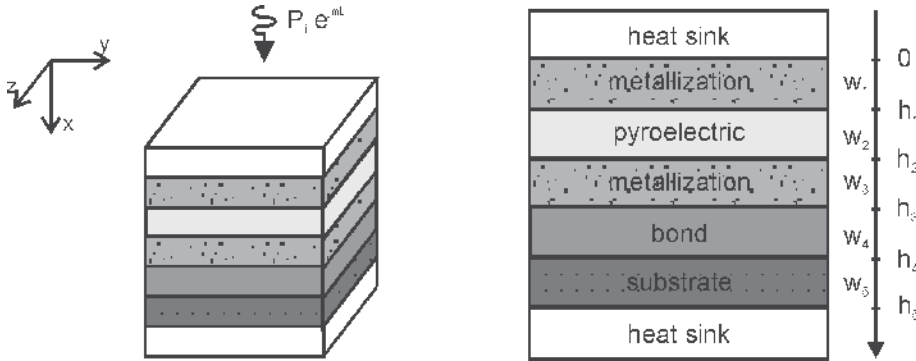 P_i e^-mL
y
z
x
heat sink
0
metallization
w_1
h_1
pyroelectric
w_2
h_2
metallization
w_3
h_3
bond
w_4
h_4
substrate
w_5
h_5
heat sink